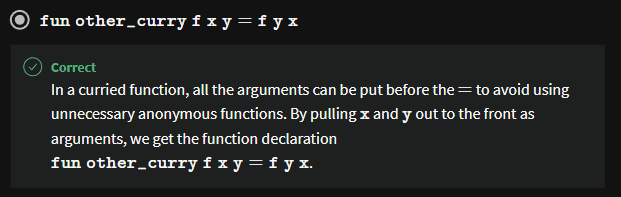 fun other_curry f x y = f y x
Correct
In a curried function, all the arguments can be put before the = to avoid using
unnecessary anonymous functions. By pulling x and y out to the front as
arguments, we get the function declaration
fun other_curry f x y = f y x.